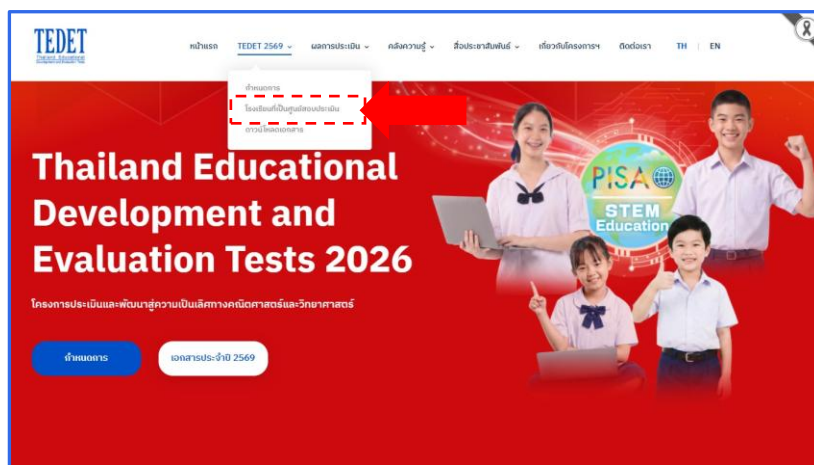 TEDET
Thailand Educational
Development and Evaluation Tests
หน้าแรก TEDET 2569 ผลการประเมิน คลังความรู้ สื่อประชาสัมพันธ์ เกี่ยวกับโครงการฯ ติดต่อเรา TH | EN
กำหนดการ
โรงเรียนที่เป็นศูนย์สอบประเมิน
ดาวน์โหลดเอกสาร
Thailand Educational
Development and
Evaluation Tests 2026
โครงการประเมินและพัฒนาสู่ความเป็นเลิศทางคณิตศาสตร์และวิทยาศาสตร์
กำหนดการ เอกสารประจำปี 2569
PISA
STEM
Education